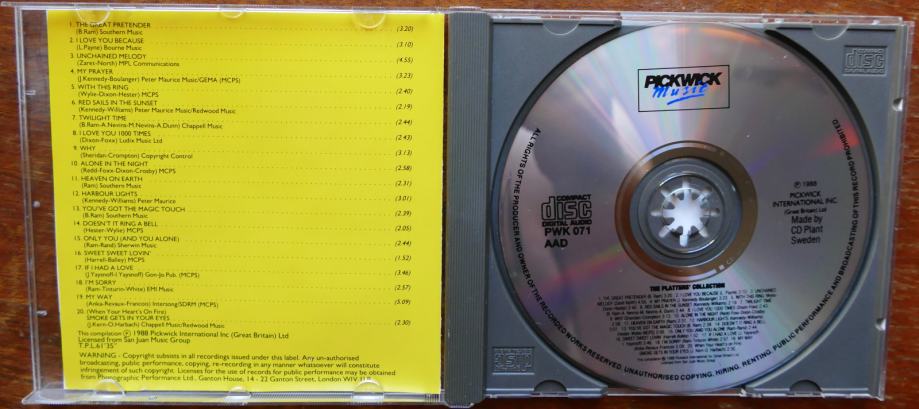 1. THE GREAT PRETENDER (3.20)
(B.Ram) Southern Music
2. I LOVE YOU BECAUSE (3.10)
(L.Payne) Bourne Music
3. UNCHAINED MELODY (4.55)
(Zaret-North) MPL Communications
4. MY PRAYER (3.23)
(J.Kennedy-Boulanger) Peter Maurice Music/GEMA (MCPS)
5. WITH THIS RING (2.40)
(Wylie-Dixon-Hester) MCPS
6. RED SAILS IN THE SUNSET (2.19)
(Kennedy-Williams) Peter Maurice Music/Redwood Music
7. TWILIGHT TIME (2.44)
(B.Ram-A.Nevins-M.Nevins-A.Dunn) Chappell Music
8. I LOVE YOU 1000 TIMES (2.43)
(Dixon-Foxx) Ludix Music Ltd
9. WHY (3.13)
(Sheridan-Crompton) Copyright Control
10. ALONE IN THE NIGHT (2.58)
(Redd-Foxx-Dixon-Crosby) MCPS
11. HEAVEN ON EARTH (2.31)
(Ram) Southern Music
12. HARBOUR LIGHTS (3.01)
(Kennedy-Williams) Peter Maurice
13. YOU'VE GOT THE MAGIC TOUCH (2.39)
(B.Ram) Southern Music
14. DOESN'T IT RING A BELL (2.05)
(Hester-Wylie) MCPS
15. ONLY YOU (AND YOU ALONE) (2.44)
(Ram-Rand) Sherwin Music
16. SWEET SWEET LOVIN' (2.52)
(Harrell-Bailey) MCPS
17. IF I HAD A LOVE (3.46)
(J.Yaynnofl-I Yaynnofl) Gon-Jo Pub. (MCPS)
18. I'M SORRY (2.57)
(Ram-Tinturin-White) EMI Music
19. MY WAY (5.09)
(Anka-Revaux-Francois) Intersong/SDRM (MCPS)
20. (When Your Heart's On Fire)
SMOKE GETS IN YOUR EYES (2.30)
(J.Kern-O.Harbach) Chappell Music/Redwood Music
This compilation ℗ 1988 Pickwick International Inc (Great Britain) Ltd
Licensed from San Juan Music Group
T.P.L.61'35"
WARNING - Copyright subsists in all recordings issued under this label. Any un-authorised
broadcasting, public performance, copying, re-recording in any manner whatsoever will constitute
infringement of such copyright. Licenses for the use of records for public performance may be obtained
from Phonographic Performance Ltd., Ganton House, 14 - 22 Ganton Street, London W1V 1LB
PICKWICK
Music
COMPACT
disc
DIGITAL AUDIO
PWK 071
AAD
℗ 1988
PICKWICK
INTERNATIONAL INC
(Great Britain) Ltd
Made by
CD Plant
Sweden
THE PLATTERS' COLLECTION
ALL RIGHTS OF THE PRODUCER AND OWNER OF THE RECORDED WORKS RESERVED. UNAUTHORISED COPYING, HIRING, RENTING, PUBLIC PERFORMANCE AND BROADCASTING OF THIS RECORD PROHIBITED
COMPACT
disc
DIGITAL AUDIO